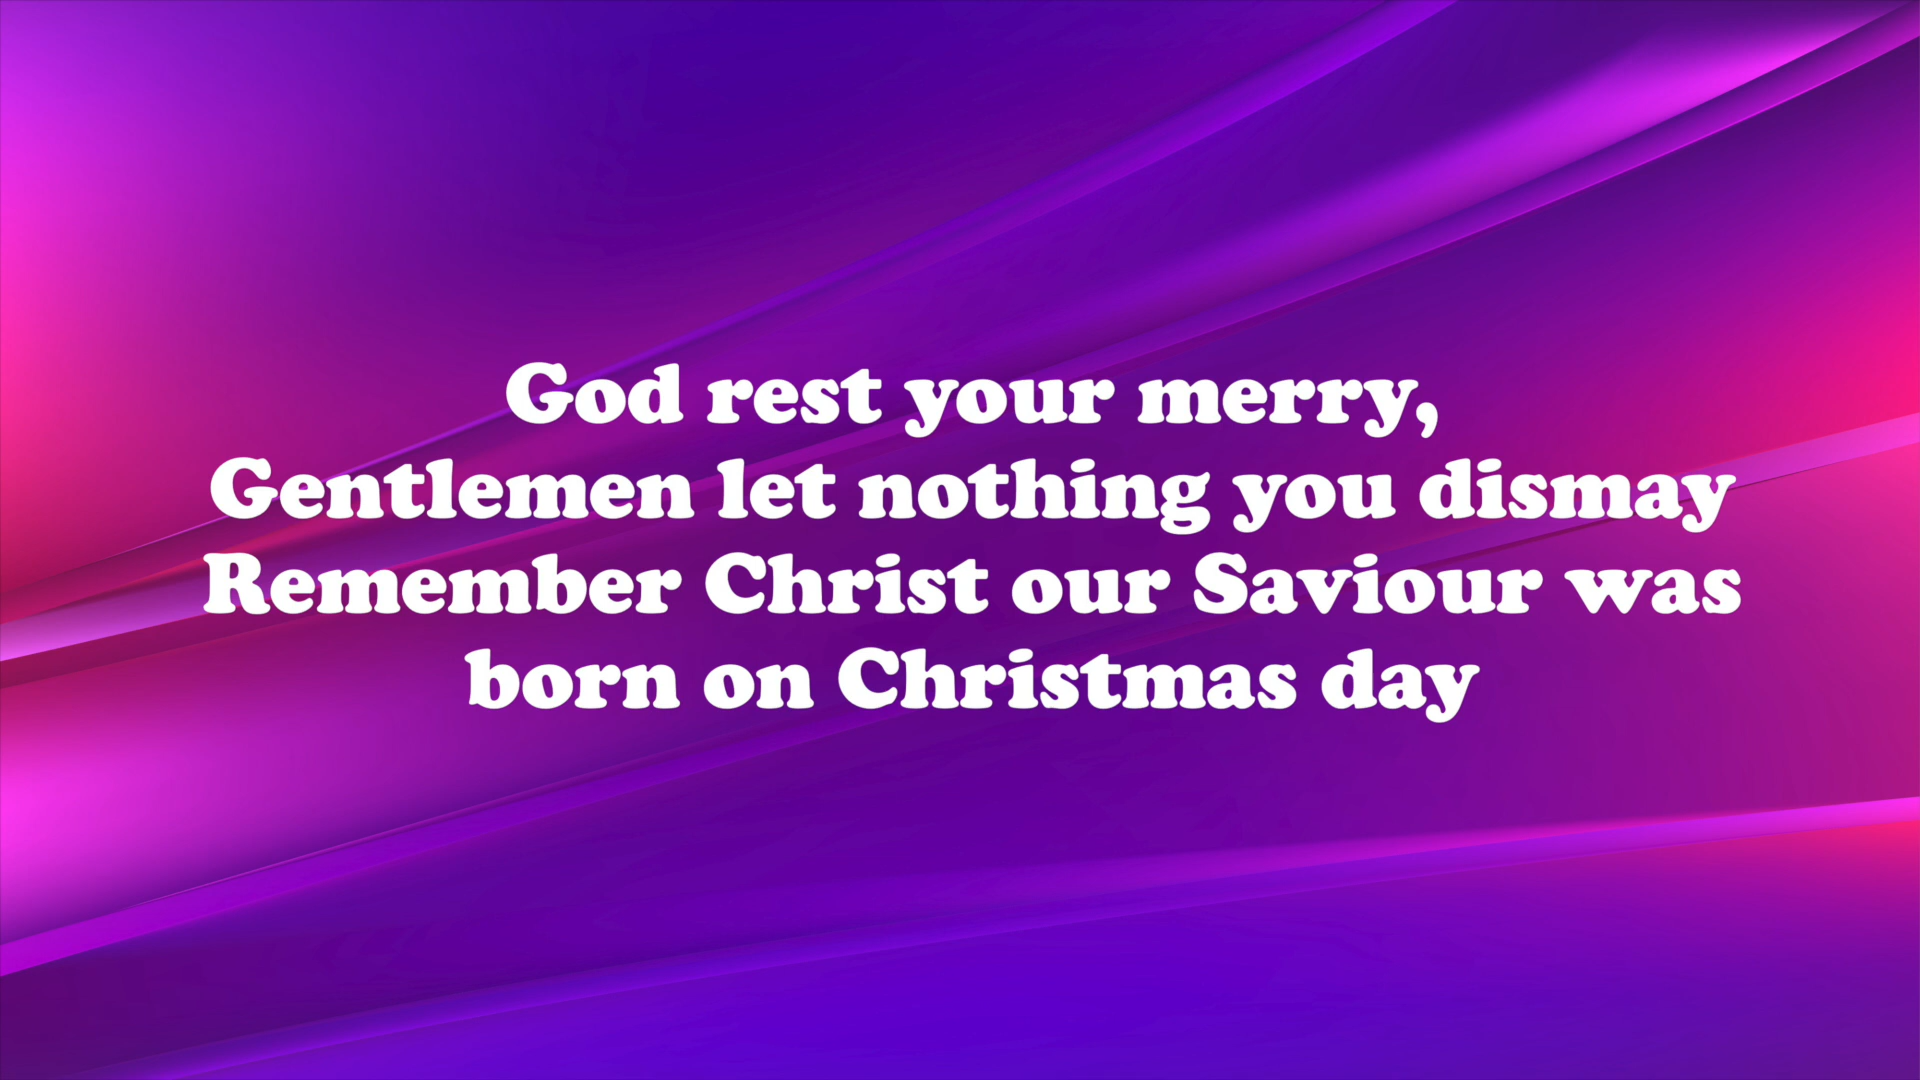 God rest your merry,
Gentlemen let nothing you dismay
Remember Christ our Saviour was
born on Christmas day